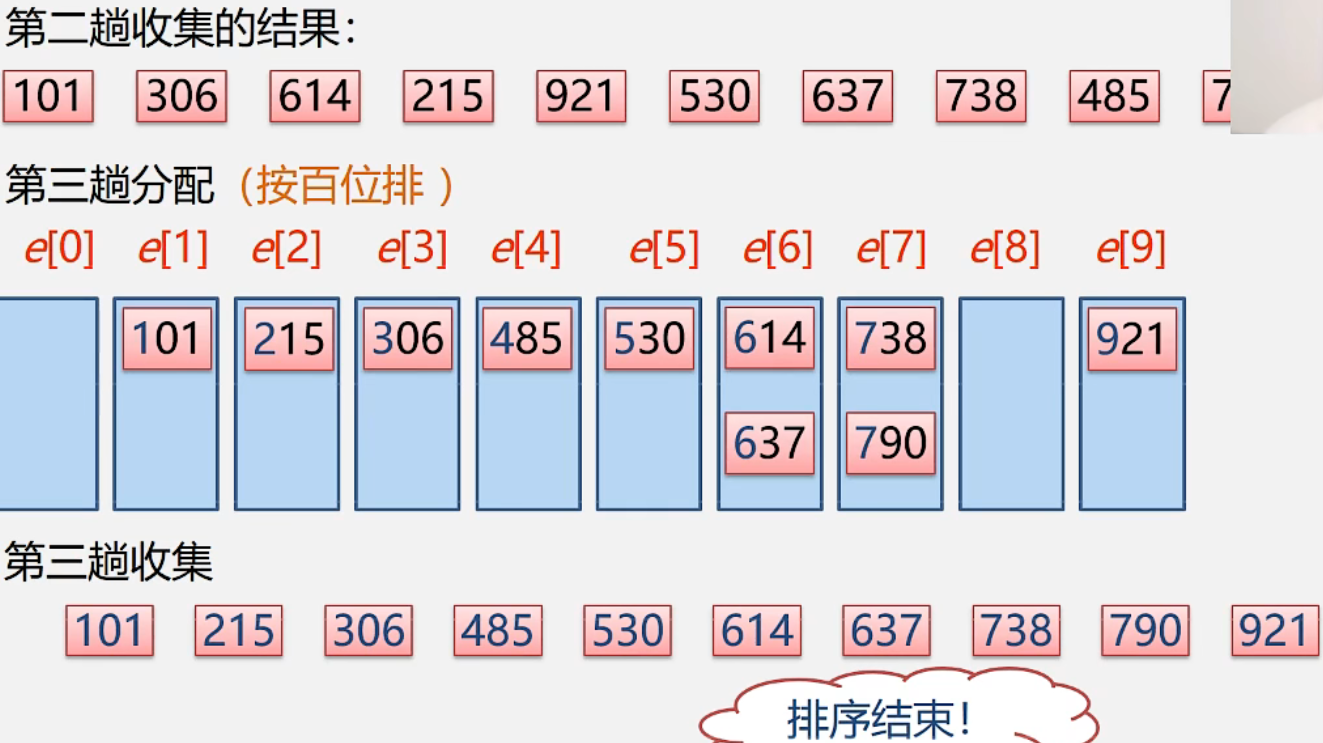 第二趟收集的结果：
101 306 614 215 921 530 637 738 485
第三趟分配（按百位排 ）
e[0] e[1] e[2] e[3] e[4] e[5] e[6] e[7] e[8] e[9]
101 215 306 485 530 614 738 921
637 790
第三趟收集
101 215 306 485 530 614 637 738 790 921
排序结束！